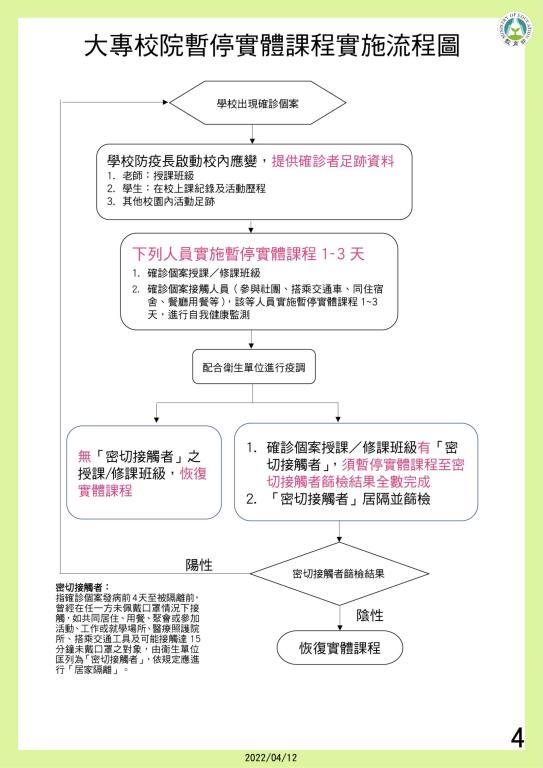 MINISTRY OF EDUCATION
教育部
大專校院暫停實體課程實施流程圖
學校出現確診個案
學校防疫長啟動校內應變，提供確診者足跡資料
1. 老師：授課班級
2. 學生：在校上課紀錄及活動歷程
3. 其他校園內活動足跡
下列人員實施暫停實體課程 1-3 天
1. 確診個案授課／修課班級
2. 確診個案接觸人員（參與社團、搭乘交通車、同住宿
舍、餐廳用餐等），該等人員實施暫停實體課程 1~3
天，進行自我健康監測
配合衛生單位進行疫調
無「密切接觸者」之
授課/修課班級，恢復
實體課程
1. 確診個案授課／修課班級有「密
切接觸者」，須暫停實體課程至密
切接觸者篩檢結果全數完成
2. 「密切接觸者」居隔並篩檢
陽性
密切接觸者篩檢結果
陰性
恢復實體課程
密切接觸者：
指確診個案發病前 4 天至被隔離前，
曾經在任一方未佩戴口罩情況下接
觸，如共同居住、用餐、聚會或參加
活動、工作或就學場所、醫療照護院
所、搭乘交通工具及可能接觸達 15
分鐘未戴口罩之對象，由衛生單位
匡列為「密切接觸者」，依規定應進
行「居家隔離」。
4
2022/04/12